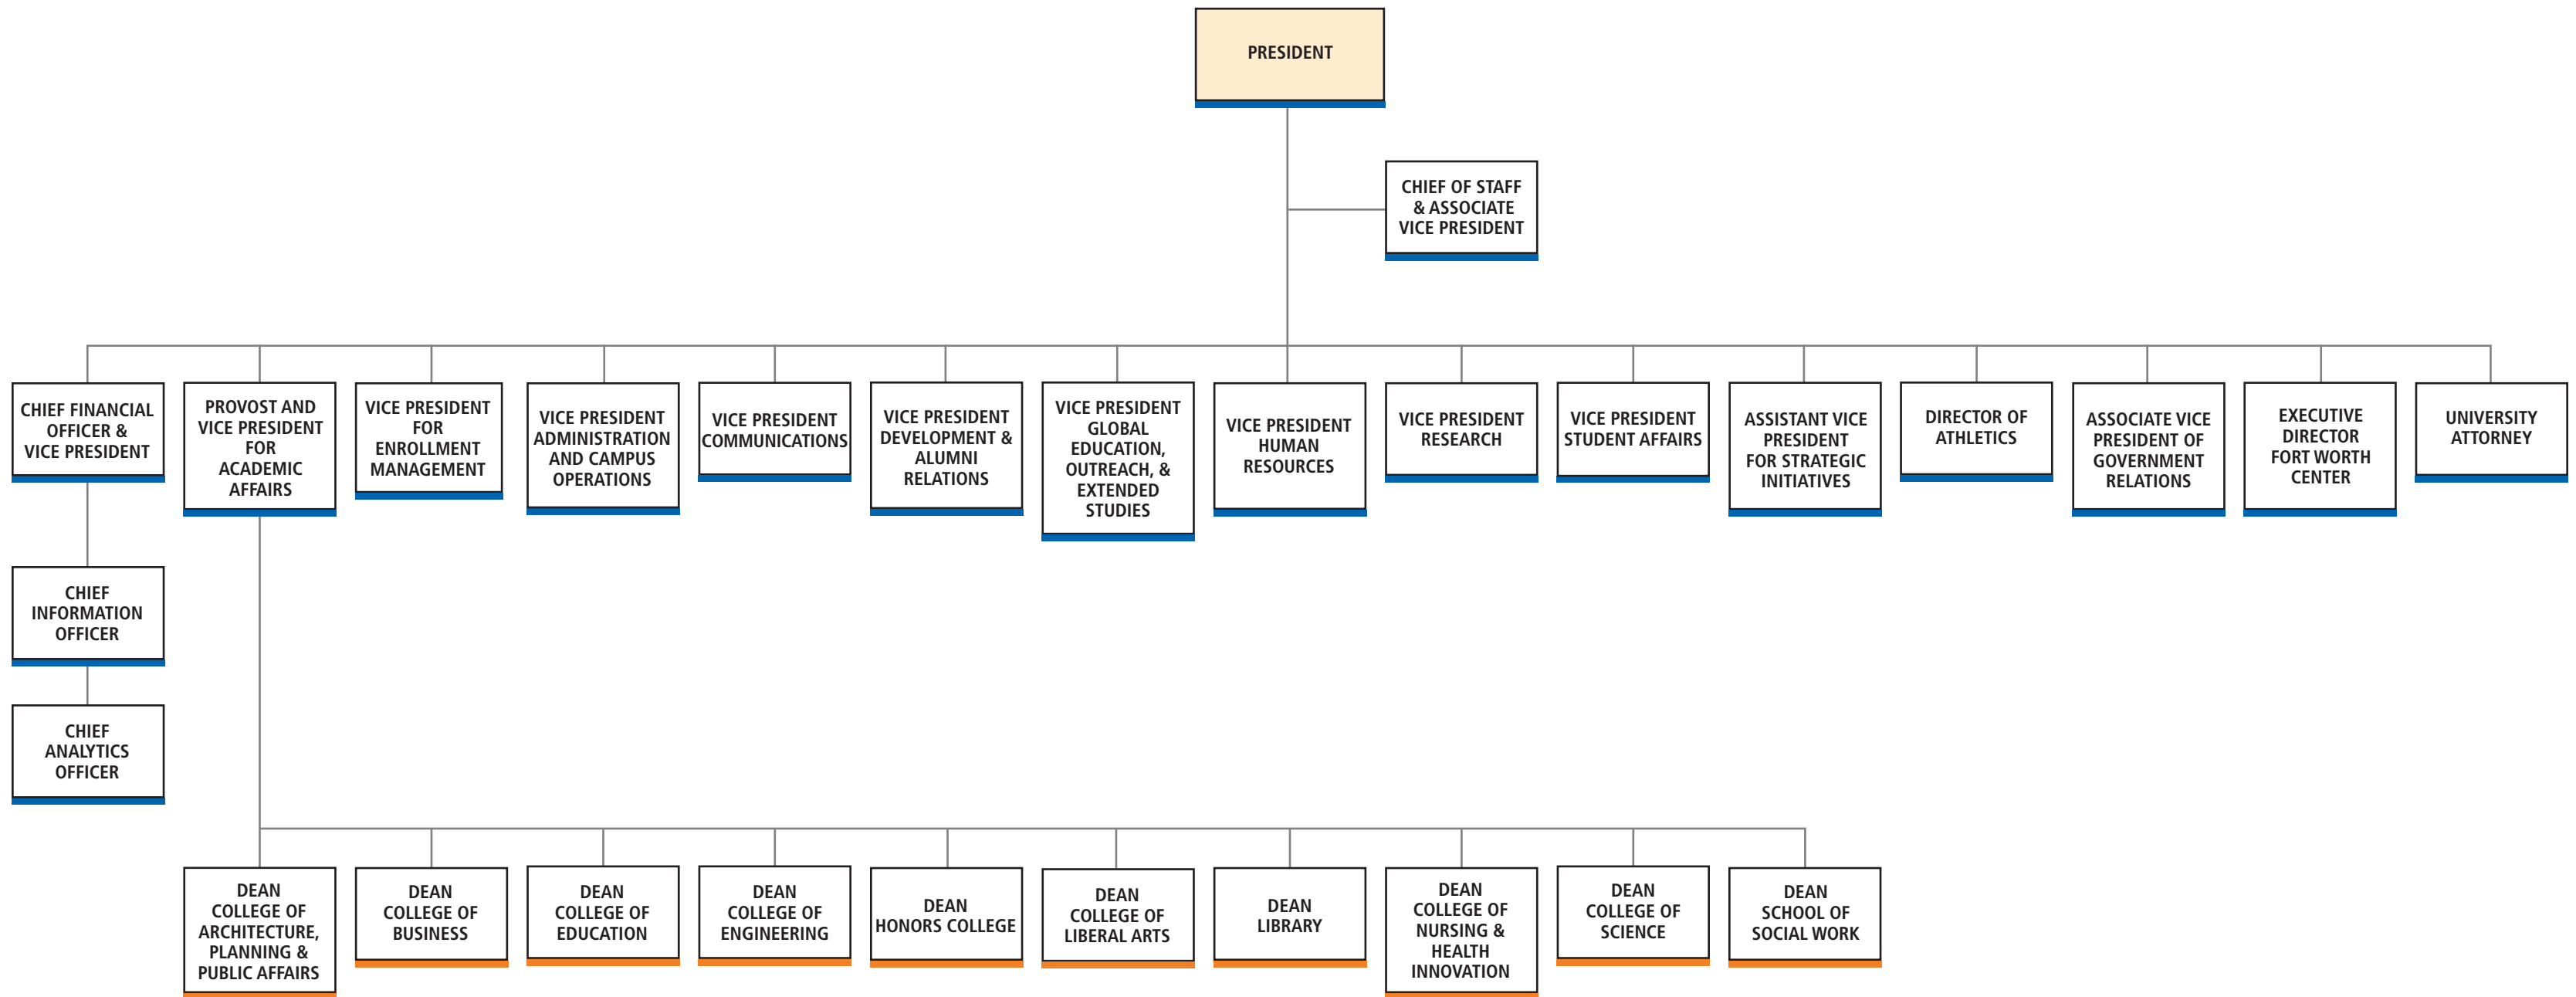 PRESIDENT
CHIEF OF STAFF
& ASSOCIATE
VICE PRESIDENT
CHIEF FINANCIAL
OFFICER &
VICE PRESIDENT
PROVOST AND
VICE PRESIDENT
FOR
ACADEMIC
AFFAIRS
VICE PRESIDENT
FOR
ENROLLMENT
MANAGEMENT
VICE PRESIDENT
ADMINISTRATION
AND CAMPUS
OPERATIONS
VICE PRESIDENT
COMMUNICATIONS
VICE PRESIDENT
DEVELOPMENT &
ALUMNI
RELATIONS
VICE PRESIDENT
GLOBAL
EDUCATION,
OUTREACH, &
EXTENDED
STUDIES
VICE PRESIDENT
HUMAN
RESOURCES
VICE PRESIDENT
RESEARCH
VICE PRESIDENT
STUDENT AFFAIRS
ASSISTANT VICE
PRESIDENT
FOR STRATEGIC
INITIATIVES
DIRECTOR OF
ATHLETICS
ASSOCIATE VICE
PRESIDENT OF
GOVERNMENT
RELATIONS
EXECUTIVE
DIRECTOR
FORT WORTH
CENTER
UNIVERSITY
ATTORNEY
CHIEF
INFORMATION
OFFICER
CHIEF
ANALYTICS
OFFICER
DEAN
COLLEGE OF
ARCHITECTURE,
PLANNING &
PUBLIC AFFAIRS
DEAN
COLLEGE OF
BUSINESS
DEAN
COLLEGE OF
EDUCATION
DEAN
COLLEGE OF
ENGINEERING
DEAN
HONORS COLLEGE
DEAN
COLLEGE OF
LIBERAL ARTS
DEAN
LIBRARY
DEAN
COLLEGE OF
NURSING &
HEALTH
INNOVATION
DEAN
COLLEGE OF
SCIENCE
DEAN
SCHOOL OF
SOCIAL WORK